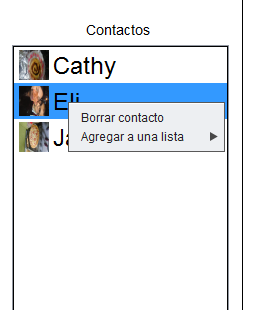 Contactos
Cathy
Eli
Borrar contacto
Agregar a una lista